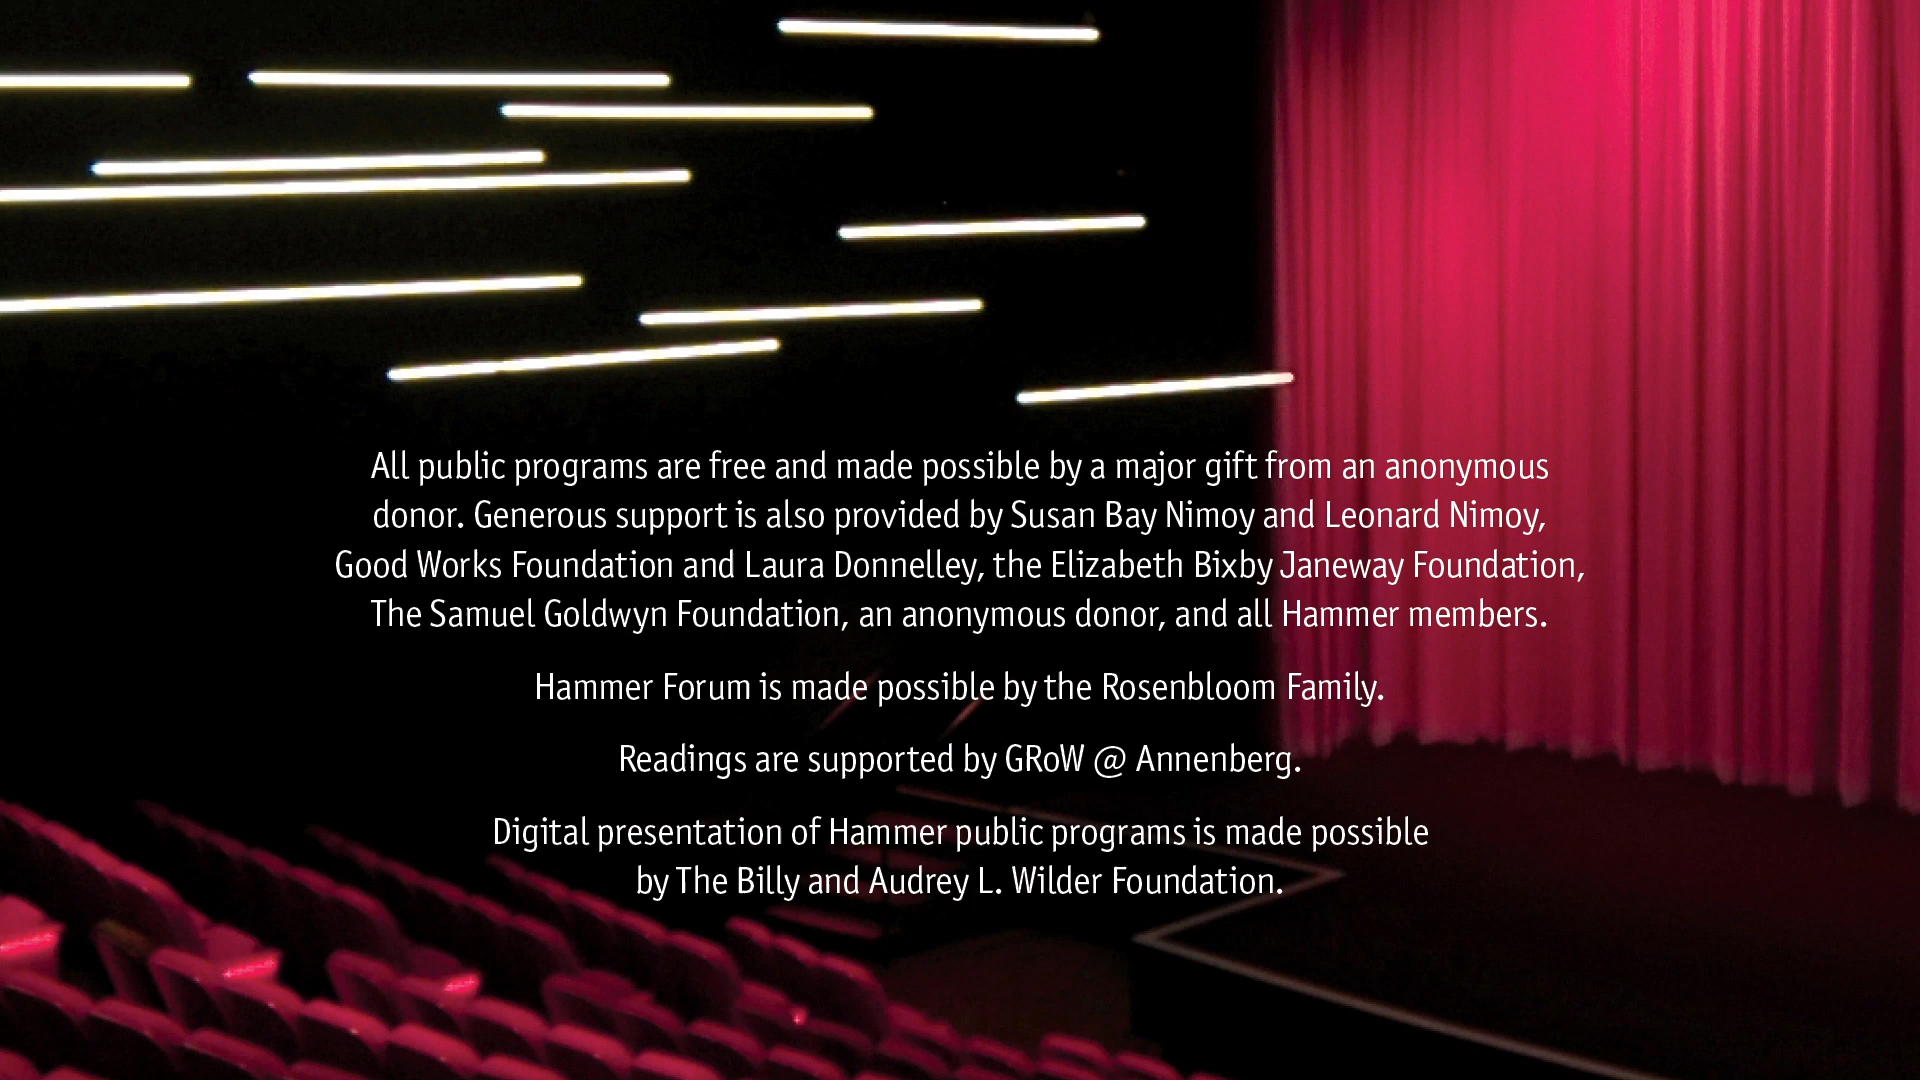 All public programs are free and made possible by a major gift from an anonymous
donor. Generous support is also provided by Susan Bay Nimoy and Leonard Nimoy,
Good Works Foundation and Laura Donnelley, the Elizabeth Bixby Janeway Foundation,
The Samuel Goldwyn Foundation, an anonymous donor, and all Hammer members.
Hammer Forum is made possible by the Rosenbloom Family.
Readings are supported by GRoW @ Annenberg.
Digital presentation of Hammer public programs is made possible
by The Billy and Audrey L. Wilder Foundation.